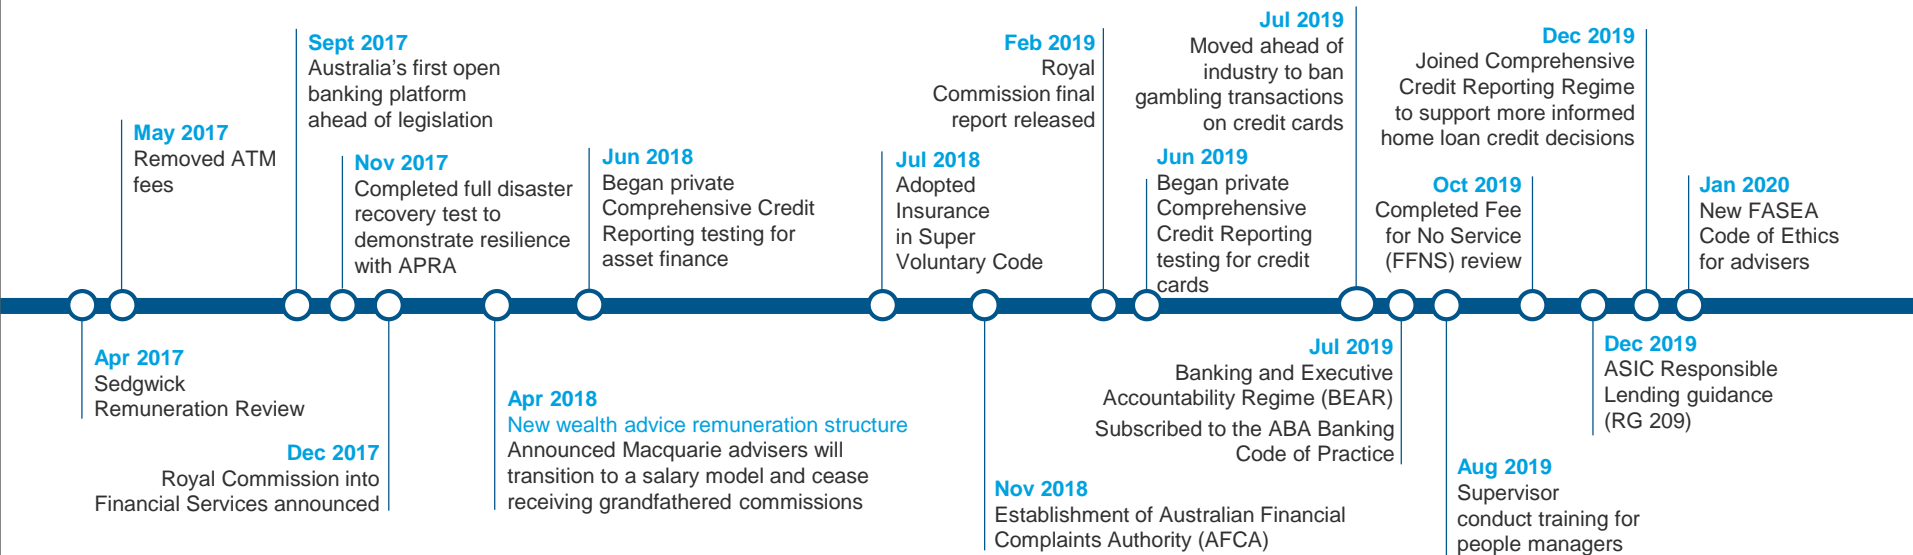 Sept 2017
Australia's first open
banking platform
ahead of legislation
May 2017
Removed ATM
fees
Nov 2017
Completed full disaster
recovery test to
demonstrate resilience
with APRA
Jun 2018
Began private
Comprehensive Credit
Reporting testing for
asset finance
Jul 2018
Adopted
Insurance
in Super
Voluntary Code
Feb 2019
Royal
Commission final
report released
Jun 2019
Began private
Comprehensive
Credit Reporting
testing for credit
cards
Jul 2019
Moved ahead of
industry to ban
gambling transactions
on credit cards
Oct 2019
Completed Fee
for No Service
(FFNS) review
Dec 2019
Joined Comprehensive
Credit Reporting Regime
to support more informed
home loan credit decisions
Jan 2020
New FASEA
Code of Ethics
for advisers
Apr 2017
Sedgwick
Remuneration Review
Dec 2017
Royal Commission into
Financial Services announced
Apr 2018
New wealth advice remuneration structure
Announced Macquarie advisers will
transition to a salary model and cease
receiving grandfathered commissions
Nov 2018
Establishment of Australian Financial
Complaints Authority (AFCA)
Jul 2019
Banking and Executive
Accountability Regime (BEAR)
Subscribed to the ABA Banking
Code of Practice
Aug 2019
Supervisor
conduct training for
people managers
Dec 2019
ASIC Responsible
Lending guidance
(RG 209)